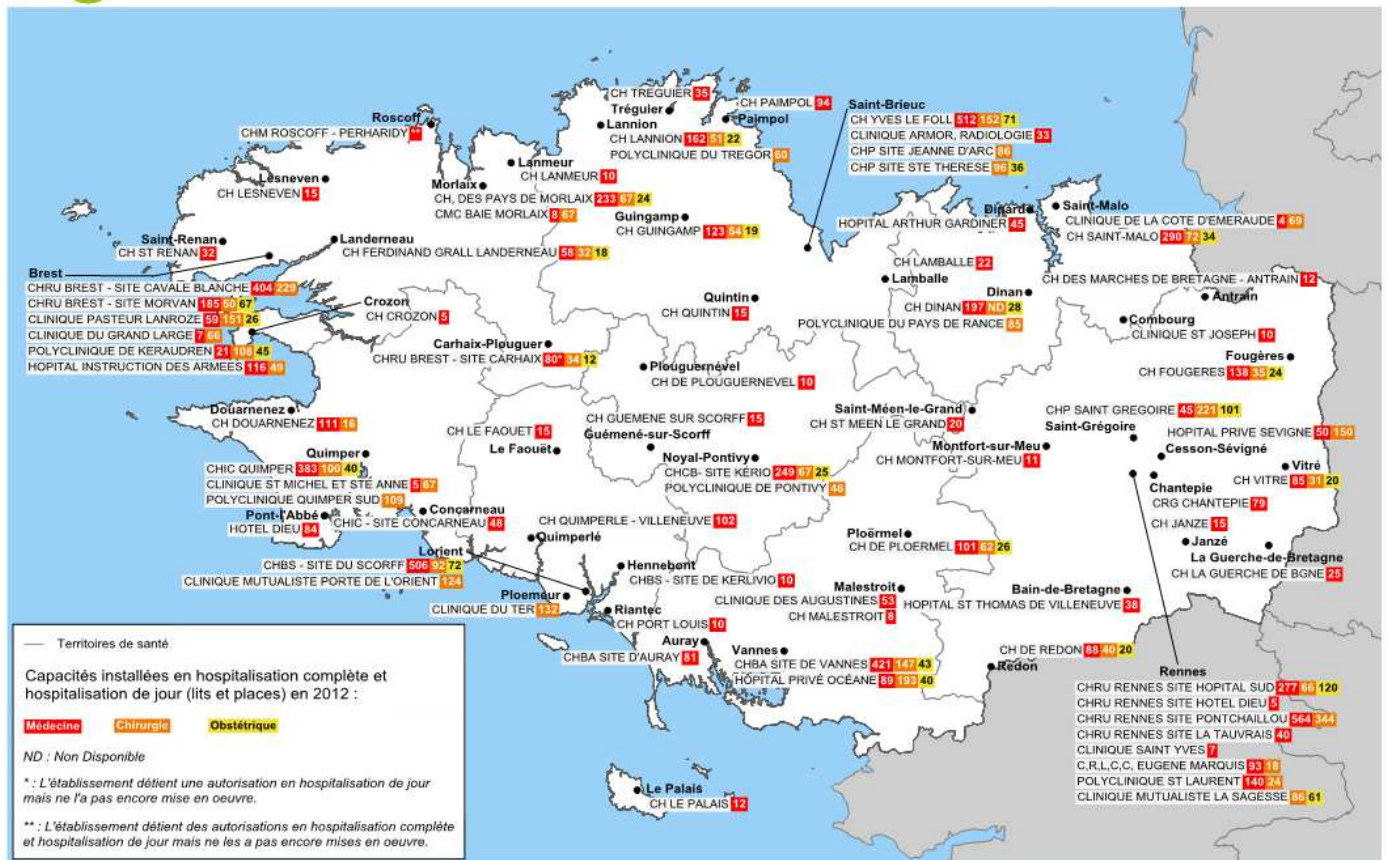 CH TRÉGUIER 35
Tréguier
CH PAIMPOL 94
Paimpol
Roscoff
CHM ROSCOFF - PERHARIDY **
Lannion
CH LANNION 162 51 22
POLYCLINIQUE DU TREGOR 60
Saint-Brieuc
CH YVES LE FOLL 512 152 71
CLINIQUE ARMOR, RADIOLOGIE 33
CHP SITE JEANNE D'ARC 86
CHP SITE STE THERESE 96 36
Lanmeur
CH LANMEUR 10
Lesneven
CH LESNEVEN 15
Morlaix
CH, DES PAYS DE MORLAIX 233 67 24
CMC BAIE MORLAIX 8 67
Guingamp
CH GUINGAMP 123 54 19
Dinard
HOPITAL ARTHUR GARDINER 45
Saint-Malo
CLINIQUE DE LA COTE D'EMERAUDE 4 69
CH SAINT-MALO 290 72 34
Saint-Renan
CH ST RENAN 32
Landerneau
CH FERDINAND GRALL LANDERNEAU 58 32 18
CH LAMBALLE 22
Lamballe
CH DES MARCHES DE BRETAGNE - ANTRAIN 12
Antrain
Brest
CHRU BREST - SITE CAVALE BLANCHE 404 229
CHRU BREST - SITE MORVAN 185 50 67
CLINIQUE PASTEUR LANROZE 59 151 26
CLINIQUE DU GRAND LARGE 7 66
POLYCLINIQUE DE KERAUDREN 21 108 45
HOPITAL INSTRUCTION DES ARMEES 116 49
Crozon
CH CROZON 5
Quintin
CH QUINTIN 15
Dinan
CH DINAN 197 ND 28
POLYCLINIQUE DU PAYS DE RANCE 85
Combourg
CLINIQUE ST JOSEPH 10
Carhaix-Plouguer
CHRU BREST - SITE CARHAIX 80* 34 12
Plouguernével
CH DE PLOUGUERNEVEL 10
Fougères
CH FOUGERES 138 35 24
Douarnenez
CH DOUARNENEZ 111 16
CH GUEMENE SUR SCORFF 15
Guémené-sur-Scorff
Saint-Méen-le-Grand
CH ST MEEN LE GRAND 20
CHP SAINT GREGOIRE 45 221 101
Saint-Grégoire
CH LE FAOUET 15
Le Faouët
Noyal-Pontivy
CHCB- SITE KÉRIO 249 67 25
POLYCLINIQUE DE PONTIVY 46
Montfort-sur-Meu
CH MONTFORT-SUR-MEU 11
HOPITAL PRIVE SEVIGNE 50 150
Cesson-Sévigné
Quimper
CHIC QUIMPER 383 100 40
CLINIQUE ST MICHEL ET STE ANNE 5 67
POLYCLINIQUE QUIMPER SUD 109
Vitré
CH VITRE 85 31 20
Chantepie
CRG CHANTEPIE 79
Pont-l'Abbé
HOTEL DIEU 84
Concarneau
CHIC - SITE CONCARNEAU 48
CH QUIMPERLE - VILLENEUVE 102
Quimperlé
Ploërmel
CH DE PLOERMEL 101 62 26
CH JANZE 15
Janzé
La Guerche-de-Bretagne
CH LA GUERCHE DE BGNE 25
Lorient
CHBS - SITE DU SCORFF 506 92 72
CLINIQUE MUTUALISTE PORTE DE L'ORIENT 124
Hennebont
CHBS - SITE DE KERLIVIO 10
Ploemeur
CLINIQUE DU TER 132
Malestroit
CLINIQUE DES AUGUSTINES 53
CH MALESTROIT 8
Bain-de-Bretagne
HOPITAL ST THOMAS DE VILLENEUVE 38
Riantec
CH PORT LOUIS 10
Auray
CHBA SITE D'AURAY 81
Vannes
CHBA SITE DE VANNES 421 147 43
HÔPITAL PRIVÉ OCÉANE 89 193 40
CH DE REDON 88 40 20
Redon
Rennes
CHRU RENNES SITE HOPITAL SUD 277 66 120
CHRU RENNES SITE HOTEL DIEU 5
CHRU RENNES SITE PONTCHAILLOU 564 344
CHRU RENNES SITE LA TAUVRAIS 40
CLINIQUE SAINT YVES 7
C,R,L,C,C, EUGENE MARQUIS 93 18
POLYCLINIQUE ST LAURENT 140 24
CLINIQUE MUTUALISTE LA SAGESSE 86 61
Le Palais
CH LE PALAIS 12
Territoires de santé
Capacités installées en hospitalisation complète et
hospitalisation de jour (lits et places) en 2012 :
Médecine Chirurgie Obstétrique
ND : Non Disponible
* : L'établissement détient une autorisation en hospitalisation de jour
mais ne l'a pas encore mise en oeuvre.
** : L'établissement détient des autorisations en hospitalisation complète
et hospitalisation de jour mais ne les a pas encore mises en oeuvre.